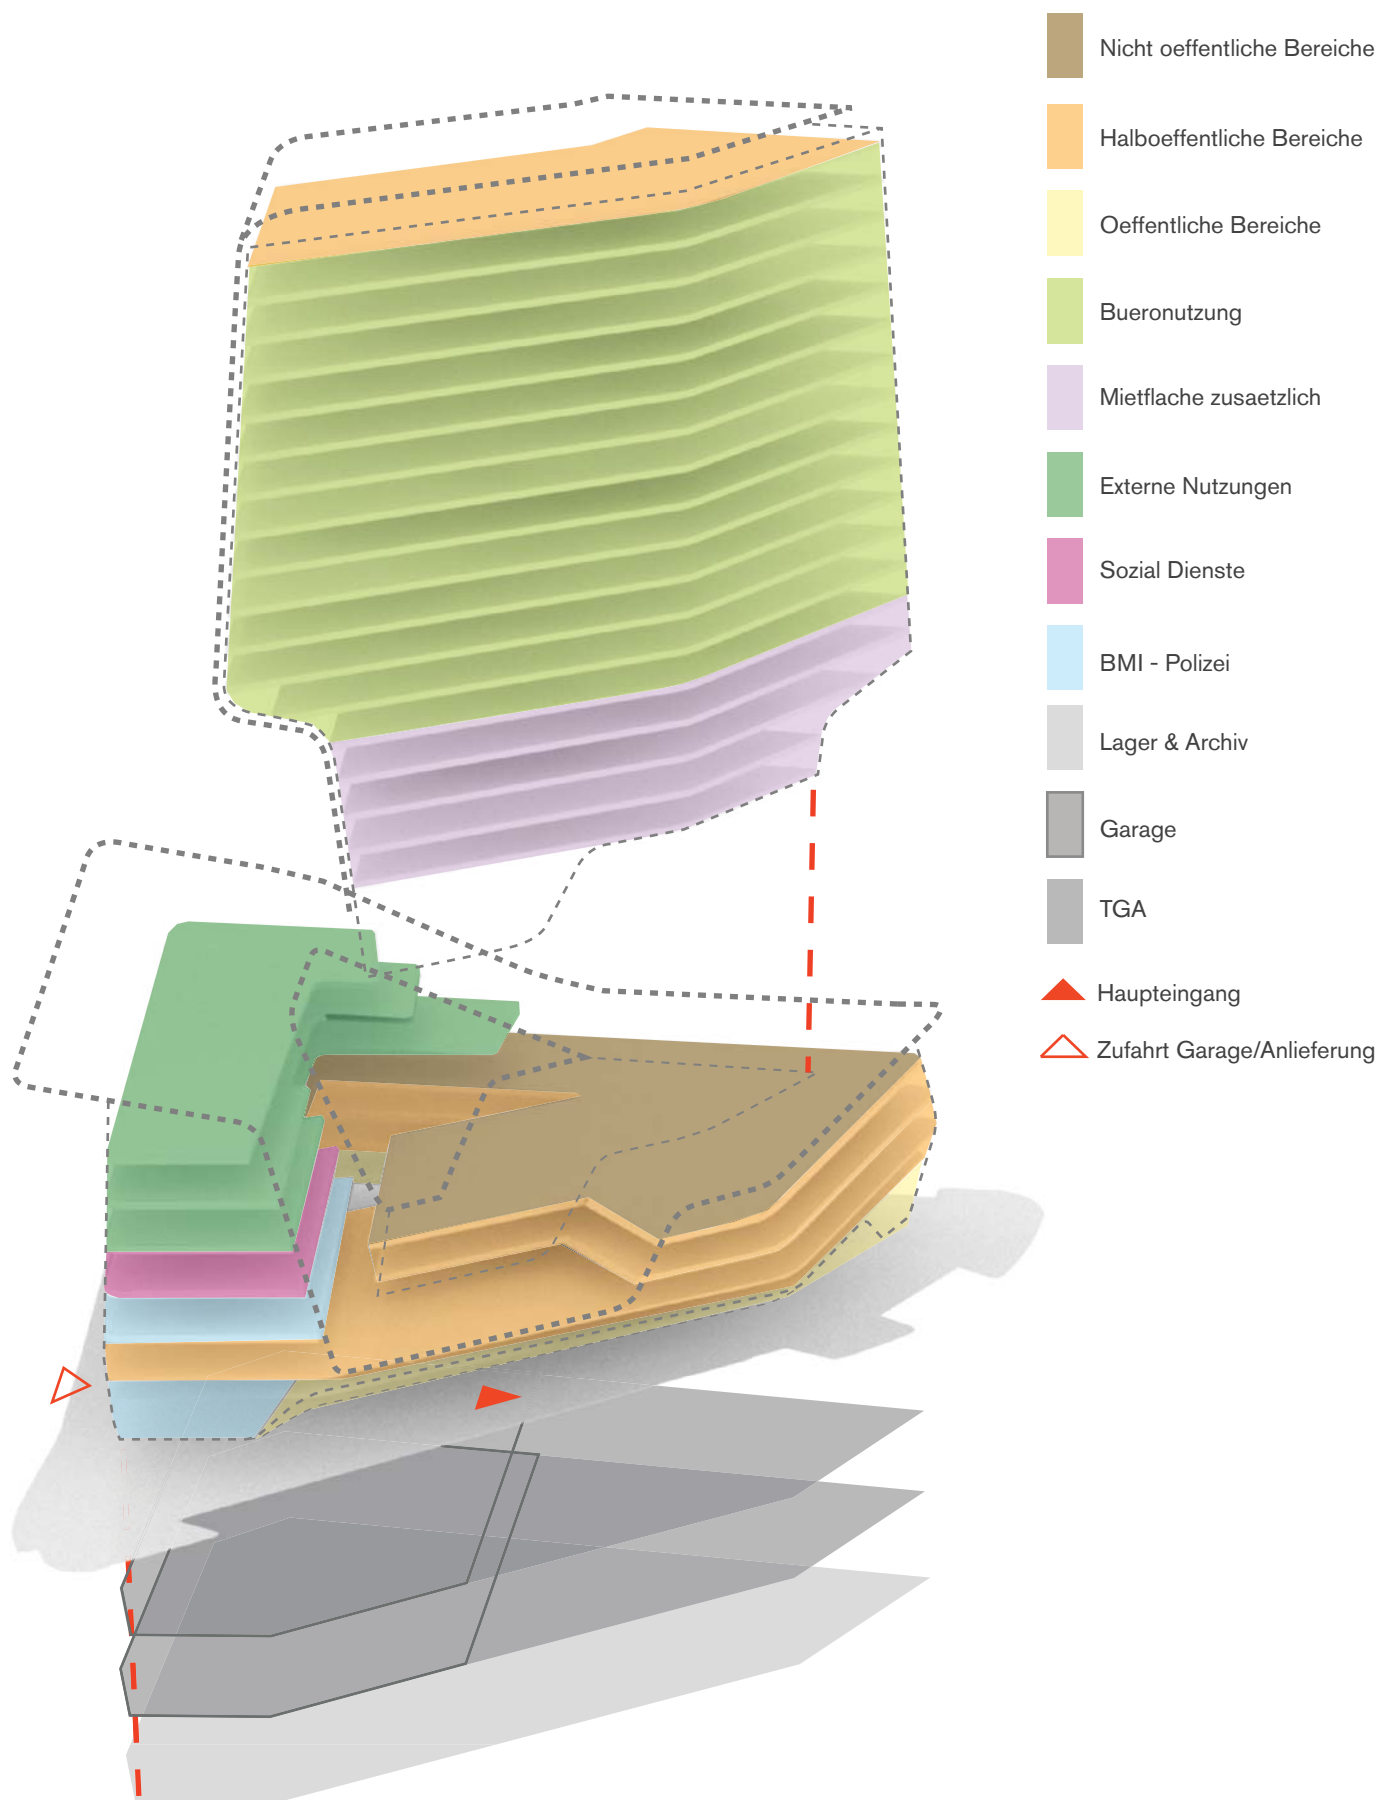 Nicht oeffentliche Bereiche
Halboeffentliche Bereiche
Oeffentliche Bereiche
Bueronutzung
Mietflache zusaetzlich
Externe Nutzungen
Sozial Dienste
BMI - Polizei
Lager & Archiv
Garage
TGA
Haupteingang
Zufahrt Garage/Anlieferung